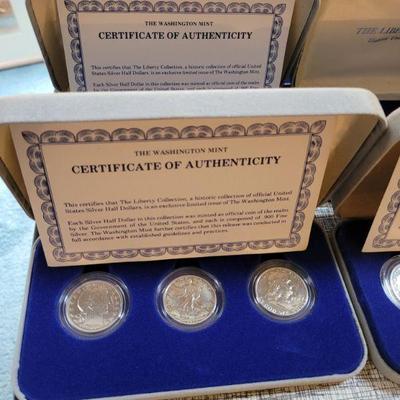 THE WASHINGTON MINT
CERTIFICATE OF AUTHENTICITY
This certifies that The Liberty Collection, a historic collection of official United
States Silver Half Dollars, is an exclusive limited issue of The Washington Mint.
Each Silver Half Dollar in this collection was minted as official coin of the realm
THE LIBERTY
THE WASHINGTON MINT
CERTIFICATE OF AUTHENTICITY
This certifies that The Liberty Collection, a historic collection of official United
States Silver Half Dollars, is an exclusive limited issue of The Washington Mint.
Each Silver Half Dollar in this collection was minted as official coin of the realm
by the Government of the United States, and each is composed of .900 Fine
Silver. The Washington Mint further certifies that this release was conducted in
full accordance with established guidelines and practices.